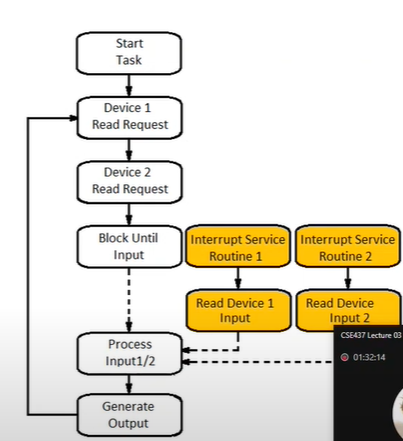 Start
Task
Device 1
Read Request
Device 2
Read Request
Block Until
Input
Interrupt Service
Routine 1
Interrupt Service
Routine 2
Read Device 1
Input
Read Device
Input 2
CSE437 Lecture 03
01:32:14
Process
Input1/2
Generate
Output